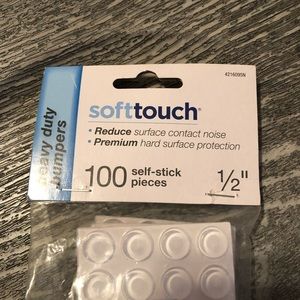 4216095N
softtouch®
• Reduce surface contact noise
• Premium hard surface protection
heavy duty
bumpers
100 self-stick
pieces
1/2"